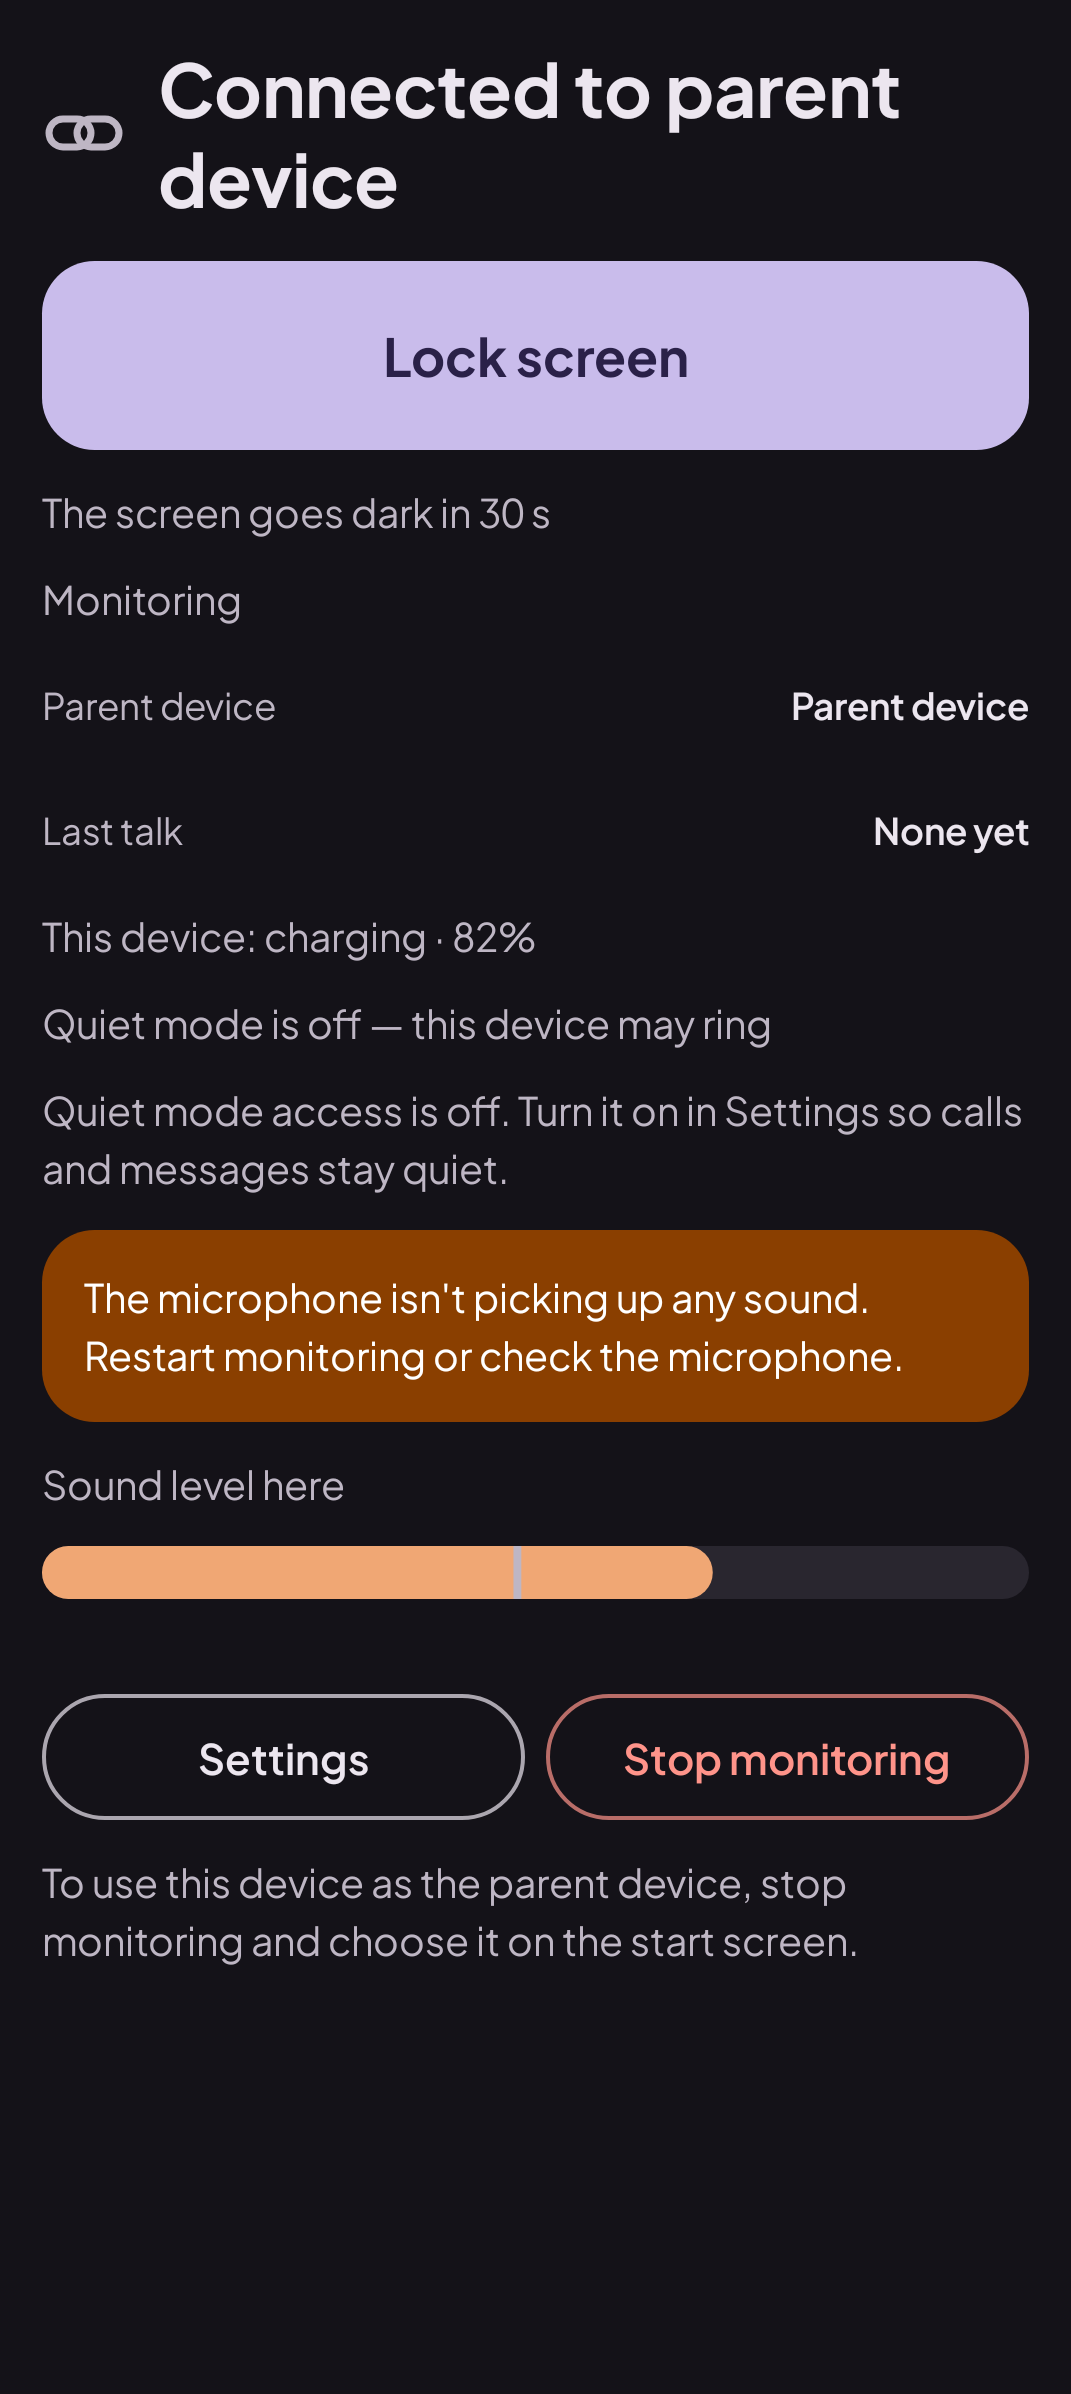 Connected to parent
device
Lock screen
The screen goes dark in 30 s
Monitoring
Parent device
Parent device
Last talk
None yet
This device: charging · 82%
Quiet mode is off — this device may ring
Quiet mode access is off. Turn it on in Settings so calls
and messages stay quiet.
The microphone isn't picking up any sound.
Restart monitoring or check the microphone.
Sound level here
Settings
Stop monitoring
To use this device as the parent device, stop
monitoring and choose it on the start screen.